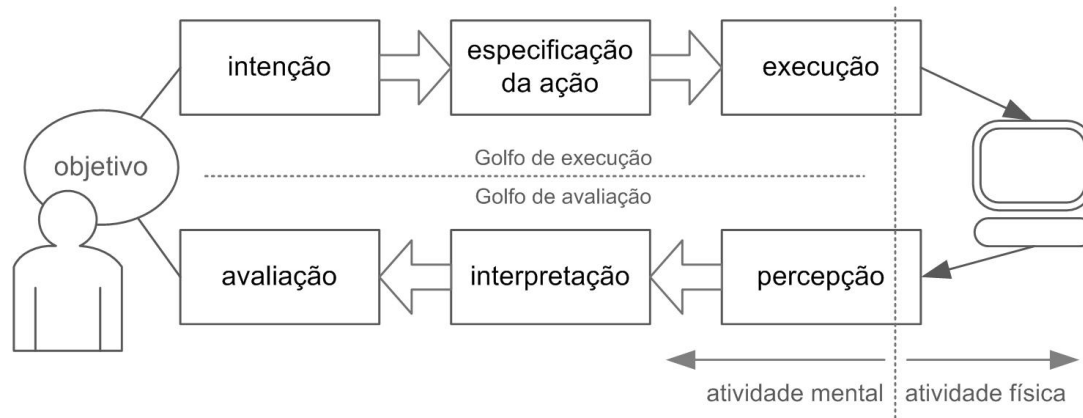 intenção
especificação
da ação
execução
objetivo
Golfo de execução
Golfo de avaliação
avaliação
interpretação
percepção
atividade mental
atividade física